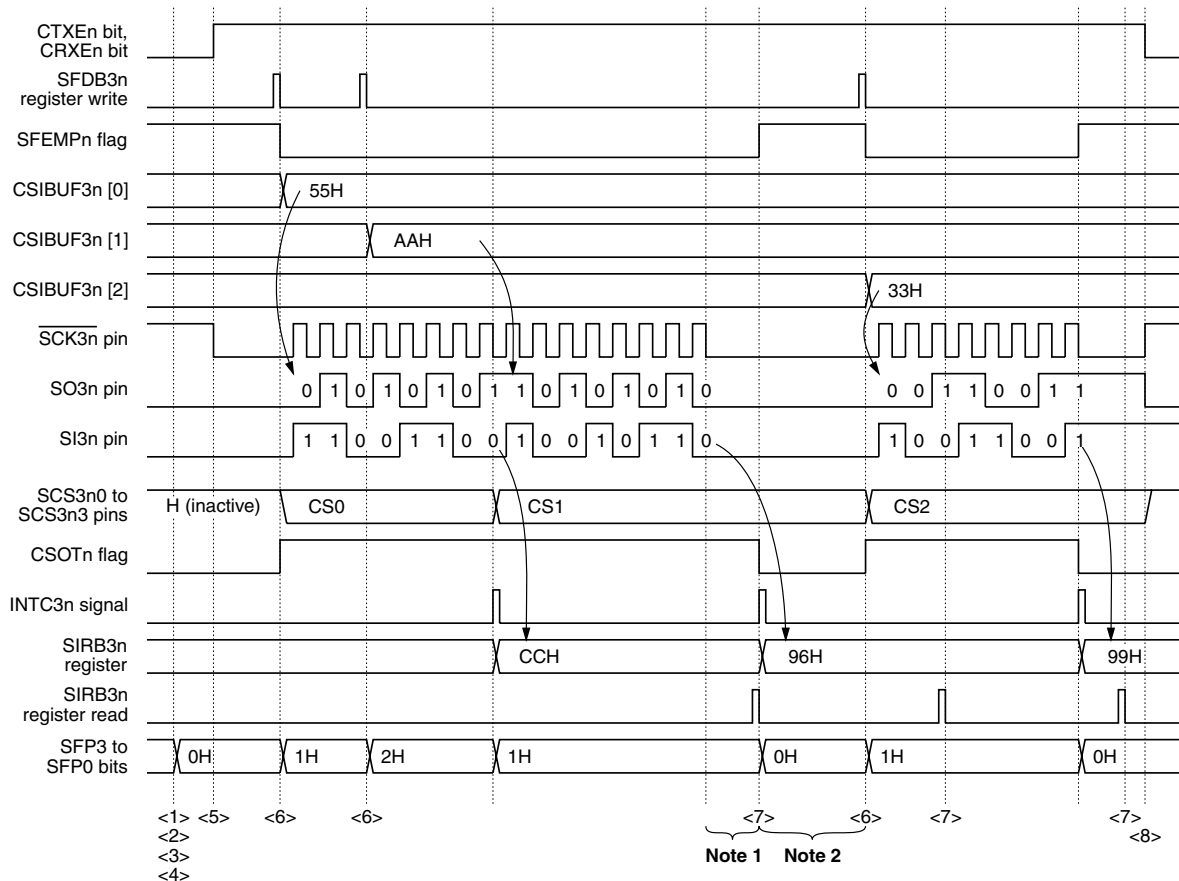 CTXEn bit,
CRXEn bit
SFDB3n
register write
SFEMPn flag
CSIBUF3n [0] 55H
CSIBUF3n [1] AAH
CSIBUF3n [2] 33H
SCK3n pin
SO3n pin 0 1 0 1 0 1 0 1 1 0 1 0 1 0 1 0 0 0 1 1 0 0 1 1
SI3n pin 1 1 0 0 1 1 0 0 1 0 0 1 0 1 1 0 1 0 0 1 1 0 0 1
SCS3n0 to
SCS3n3 pins
H (inactive) CS0 CS1 CS2
CSOTn flag
INTC3n signal
SIRB3n
register
CCH 96H 99H
SIRB3n
register read
SFP3 to
SFP0 bits
0H 1H 2H 1H 0H 1H 0H
<1> <5> <6> <6> <7> <6> <7> <7>
<2> <8>
<3>
<4>
Note 1 Note 2